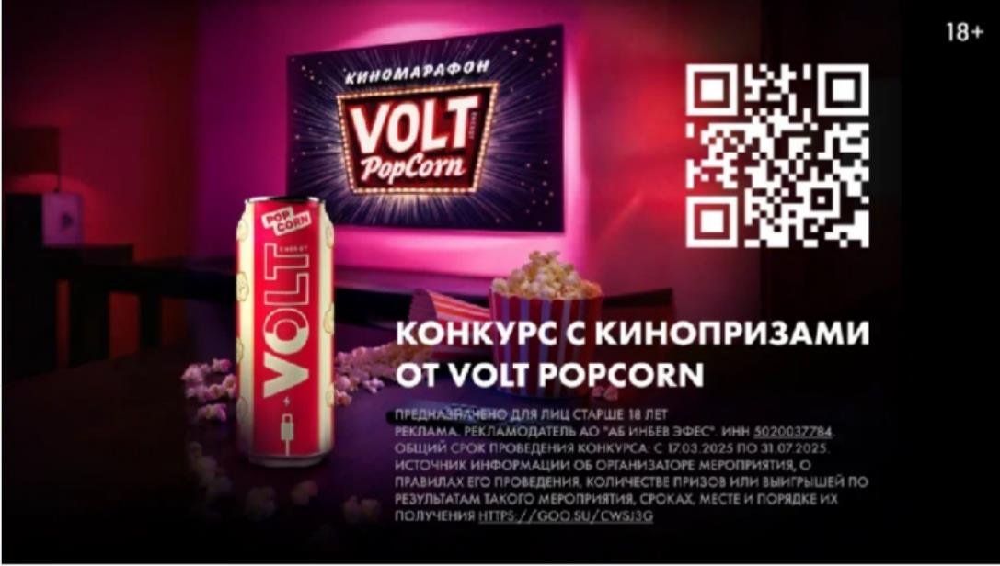 18+
КИНОМАРАФОН
VOLT
ENERGY
PopCorn
POP
CORN
ENERGY
VOLT
КОНКУРС С КИНОПРИЗАМИ
ОТ VOLT POPCORN
ПРЕДНАЗНАЧЕНО ДЛЯ ЛИЦ СТАРШЕ 18 ЛЕТ
РЕКЛАМА. РЕКЛАМОДАТЕЛЬ АО "АБ ИНБЕВ ЭФЕС". ИНН 5020037784.
ОБЩИЙ СРОК ПРОВЕДЕНИЯ КОНКУРСА: С 17.03.2025 ПО 31.07.2025.
ИСТОЧНИК ИНФОРМАЦИИ ОБ ОРГАНИЗАТОРЕ МЕРОПРИЯТИЯ, О
ПРАВИЛАХ ЕГО ПРОВЕДЕНИЯ, КОЛИЧЕСТВЕ ПРИЗОВ ИЛИ ВЫИГРЫШЕЙ ПО
РЕЗУЛЬТАТАМ ТАКОГО МЕРОПРИЯТИЯ, СРОКАХ, МЕСТЕ И ПОРЯДКЕ ИХ
ПОЛУЧЕНИЯ HTTPS://GOO.SU/CWSJ3G